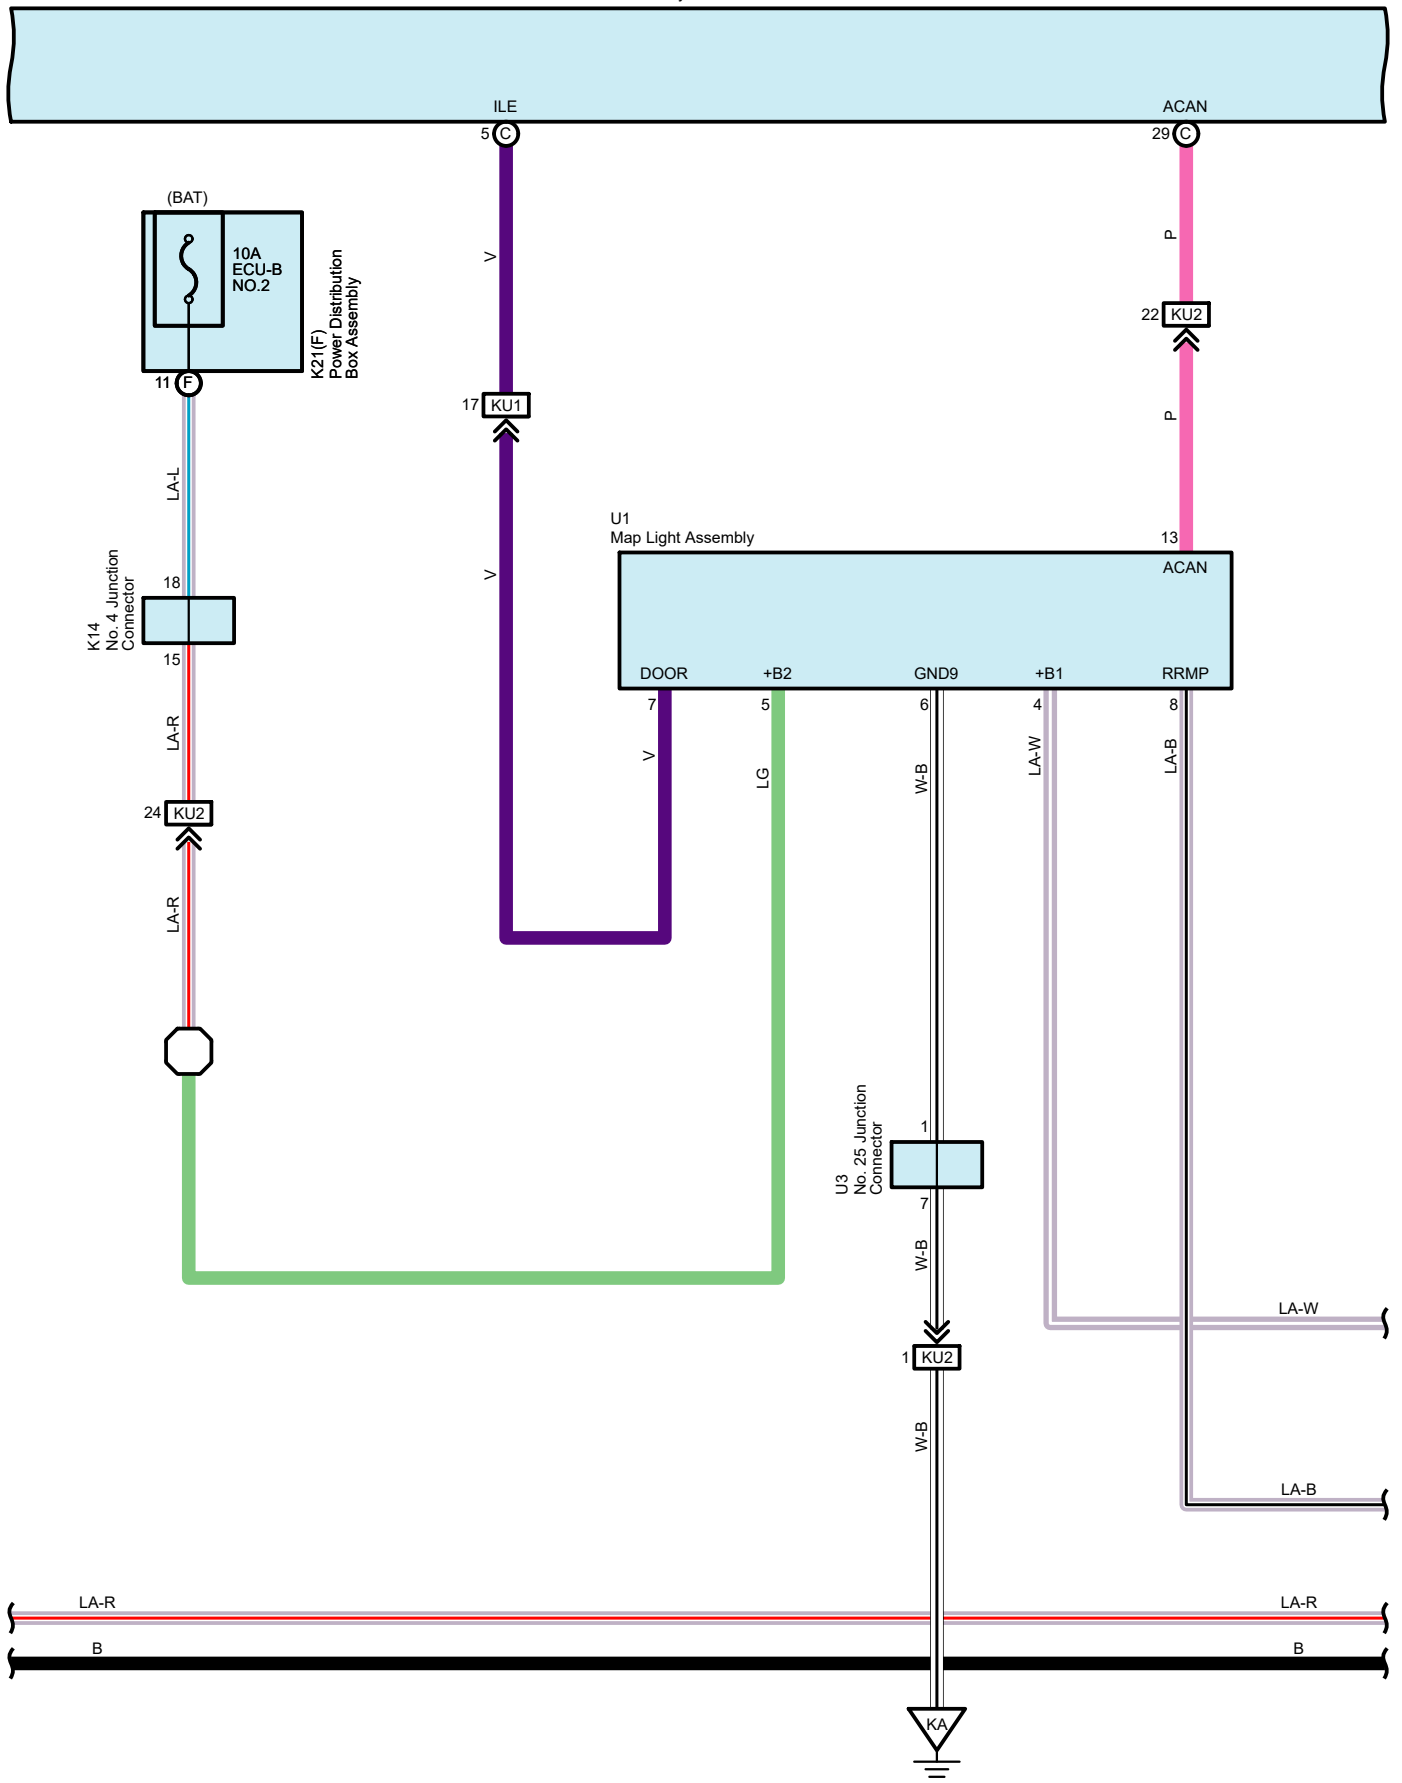 ILE
ACAN
5 C
29 C
(BAT)
10A
ECU-B
NO.2
K21(F)
Power Distribution
Box Assembly
11 F
V
P
22 KU2
17 KU1
P
LA-L
V
U1
Map Light Assembly
13
ACAN
K14
No. 4 Junction
Connector
18
15
DOOR +B2 GND9 +B1 RRMP
7 5 6 4 8
V LG W-B LA-W LA-B
LA-R
24 KU2
LA-R
U3
No. 25 Junction
Connector
1
7
W-B
LA-W
1 KU2
W-B
LA-B
LA-R LA-R
B B
KA